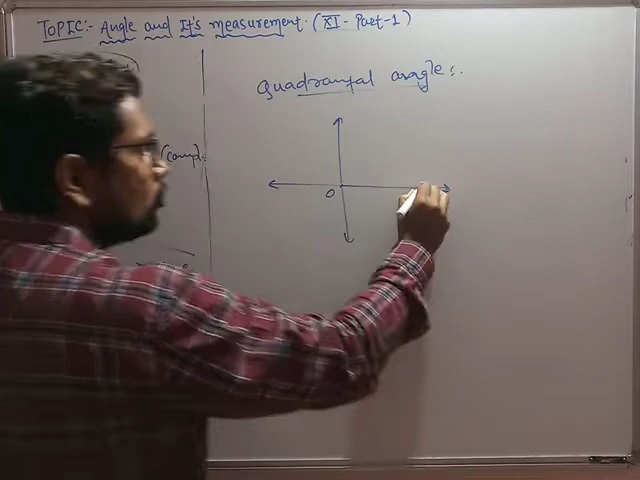 TOPIC:- Angle and It's measurement. (XI - Part-1)
Quadrantal angle:.
(comp).
O